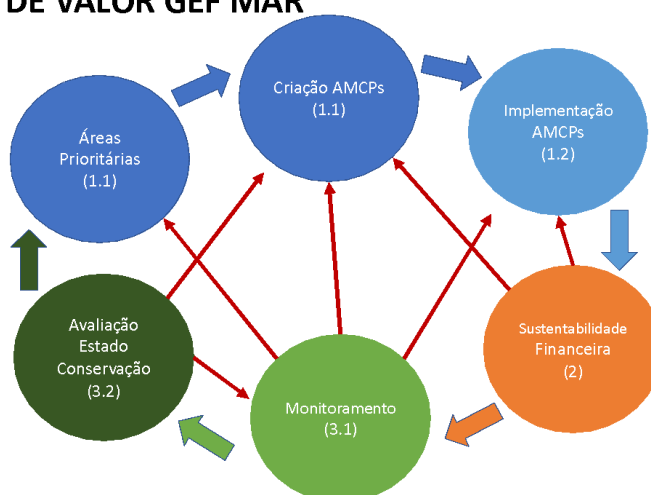 DE VALOR GEF MAR
Criação AMCPs
(1.1)
Implementação
AMCPs
(1.2)
Áreas
Prioritárias
(1.1)
Avaliação
Estado
Conservação
(3.2)
Sustentabilidade
Financeira
(2)
Monitoramento
(3.1)